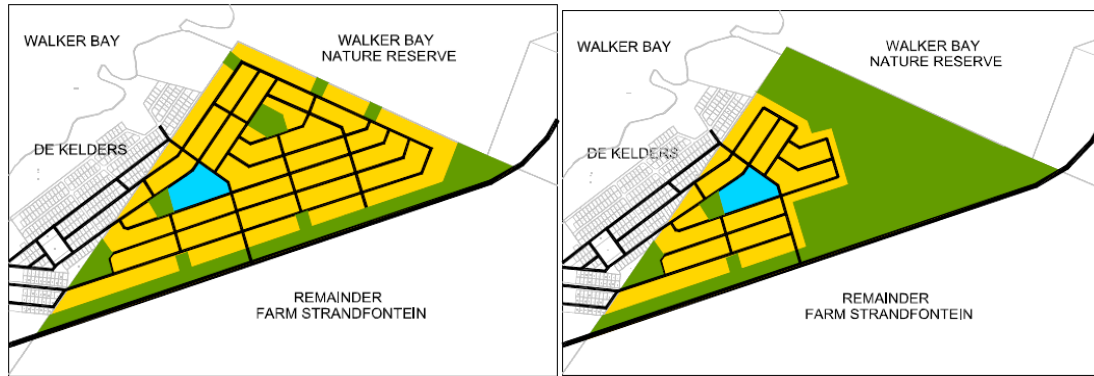 WALKER BAY
WALKER BAY
NATURE RESERVE
DE KELDERS
REMAINDER
FARM STRANDFONTEIN
WALKER BAY
WALKER BAY
NATURE RESERVE
DE KELDERS
REMAINDER
FARM STRANDFONTEIN